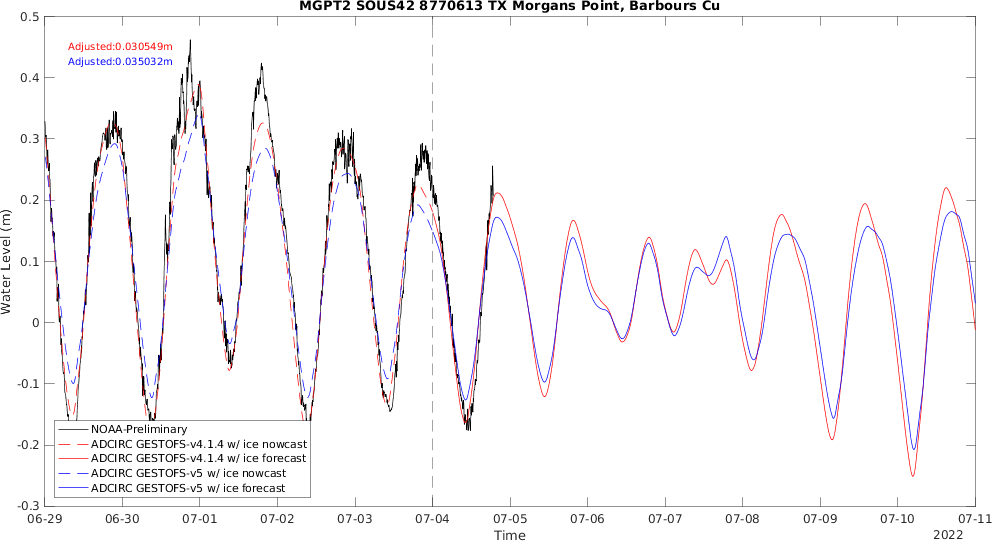 MGPT2 SOUS42 8770613 TX Morgans Point, Barbours Cu
Adjusted:0.030549m
Adjusted:0.035032m
0.5
0.4
0.3
0.2
0.1
0
-0.1
-0.2
-0.3
Water Level (m)
NOAA-Preliminary
ADCIRC GESTOFS-v4.1.4 w/ ice nowcast
ADCIRC GESTOFS-v4.1.4 w/ ice forecast
ADCIRC GESTOFS-v5 w/ ice nowcast
ADCIRC GESTOFS-v5 w/ ice forecast
06-29 06-30 07-01 07-02 07-03 07-04 07-05 07-06 07-07 07-08 07-09 07-10 07-11
Time
2022